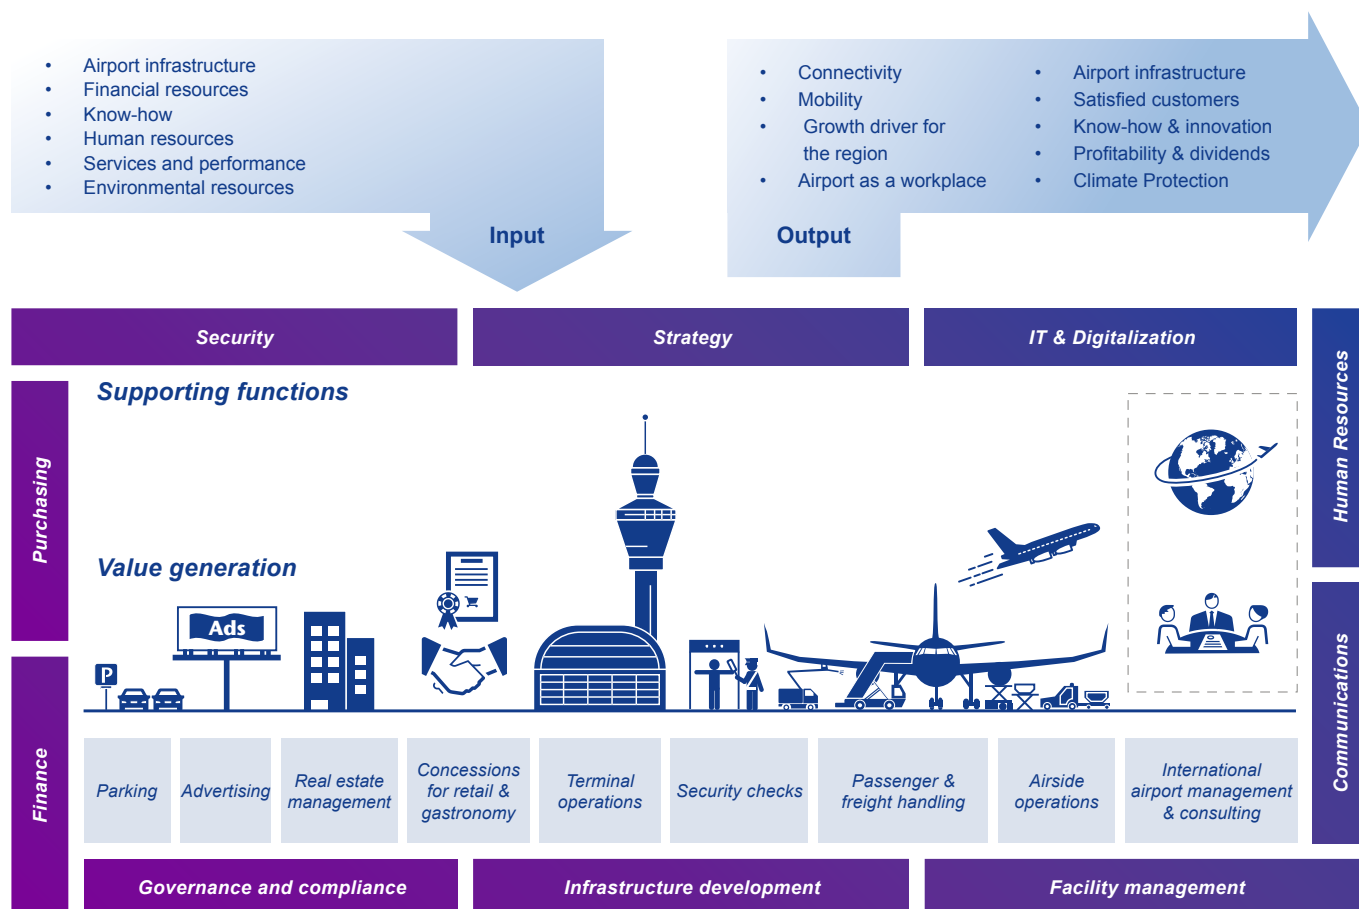 • Airport infrastructure
• Financial resources
• Know-how
• Human resources
• Services and performance
• Environmental resources
Input
• Connectivity
• Mobility
• Growth driver for
the region
• Airport as a workplace
• Airport infrastructure
• Satisfied customers
• Know-how & innovation
• Profitability & dividends
• Climate Protection
Output
Security
Strategy
IT & Digitalization
Human Resources
Purchasing
Supporting functions
Value generation
Ads
P
Finance
Communications
Parking
Advertising
Real estate
management
Concessions
for retail &
gastronomy
Terminal
operations
Security checks
Passenger &
freight handling
Airside
operations
International
airport management
& consulting
Governance and compliance
Infrastructure development
Facility management